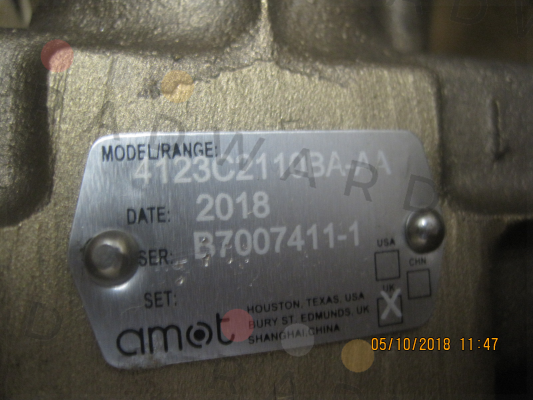 MODEL/RANGE:
4123C2110BA-AA
DATE: 2018
SER: B7007411-1
USA
CHN
UK
X
SET:
amot
HOUSTON, TEXAS, USA
BURY ST. EDMUNDS, UK
SHANGHAI, CHINA
05/10/2018 11:47